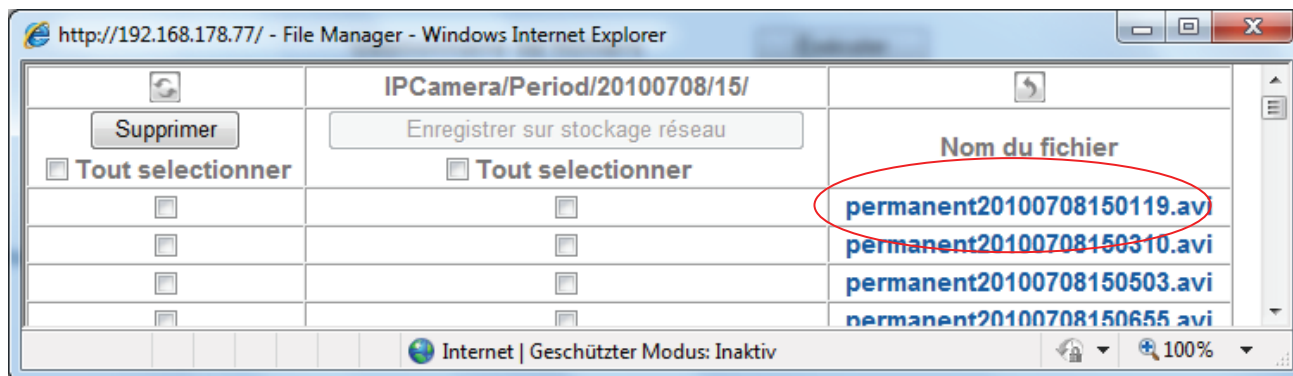 http://192.168.178.77/ - File Manager - Windows Internet Explorer
IPCamera/Period/20100708/15/
Supprimer
Enregistrer sur stockage réseau
Nom du fichier
Tout selectionner
Tout selectionner
permanent20100708150119.avi
permanent20100708150310.avi
permanent20100708150503.avi
permanent20100708150655.avi
Internet | Geschützter Modus: Inaktiv
100%